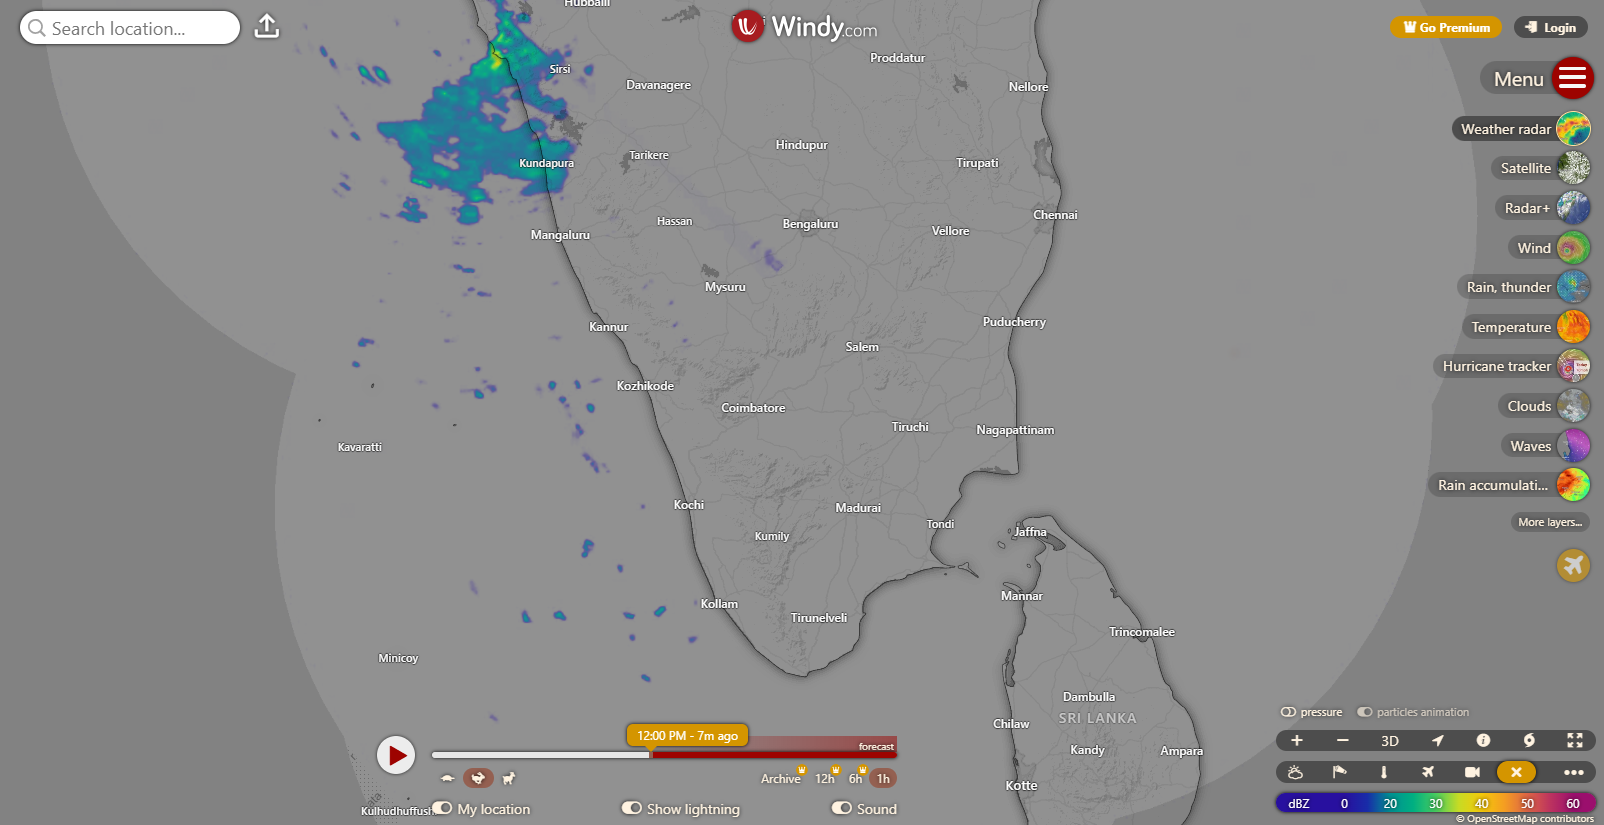 Search location...
Windy.com
Go Premium
Login
Menu
Weather radar
Satellite
Radar+
Wind
Rain, thunder
Temperature
Hurricane tracker
Clouds
Waves
Rain accumulati...
More layers...
Hubballi
Proddatur
Sirsi
Davanagere
Nellore
Hindupur
Tarikere
Kundapura
Tirupati
Chennai
Hassan
Bengaluru
Vellore
Mangaluru
Mysuru
Puducherry
Kannur
Salem
Kozhikode
Coimbatore
Tiruchi
Nagapattinam
Kavaratti
Kochi
Madurai
Tondi
Jaffna
Kumily
Mannar
Kollam
Tirunelveli
Trincomalee
Minicoy
Dambulla
SRI LANKA
Chilaw
Kandy
Ampara
Kotte
Kulhudhuffushi
12:00 PM - 7m ago
forecast
Archive 12h 6h 1h
My location
Show lightning
Sound
pressure
particles animation
3D
dBZ 0 20 30 40 50 60
© OpenStreetMap contributors